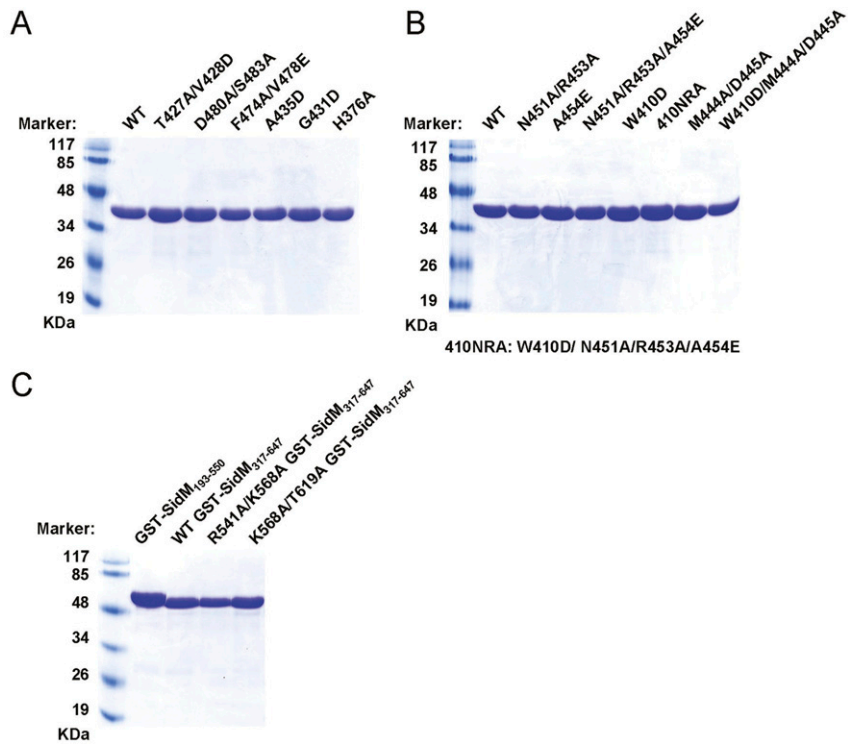 A
Marker:
WT
T427A/V428D
D480A/S483A
F474A/V478E
A435D
G431D
H376A
117
85
48
34
26
19
KDa
B
Marker:
WT
N451A/R453A
A454E
N451A/R453A/A454E
W410D
410NRA
M444A/D445A
W410D/M444A/D445A
117
85
48
34
26
19
KDa
410NRA: W410D/ N451A/R453A/A454E
C
Marker:
GST-SidM193-550
WT GST-SidM317-647
R541A/K568A GST-SidM317-647
K568A/T619A GST-SidM317-647
117
85
48
34
26
19
KDa